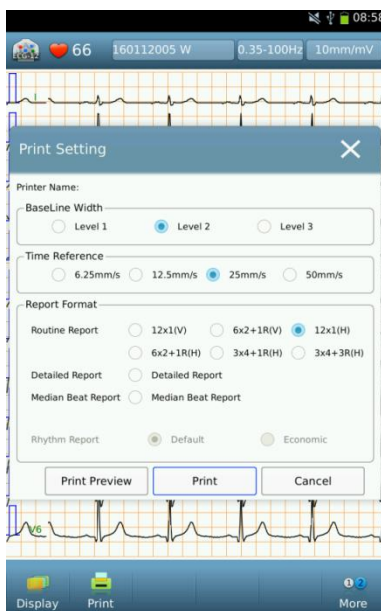 08:58
66 160112005 W 0.35-100Hz 10mm/mV
I
Print Setting
Printer Name:
BaseLine Width
Level 1 Level 2 Level 3
Time Reference
6.25mm/s 12.5mm/s 25mm/s 50mm/s
Report Format
Routine Report 12x1(V) 6x2+1R(V) 12x1(H)
6x2+1R(H) 3x4+1R(H) 3x4+3R(H)
Detailed Report Detailed Report
Median Beat Report Median Beat Report
Rhythm Report Default Economic
Print Preview Print Cancel
V6
Display Print 1 2 More